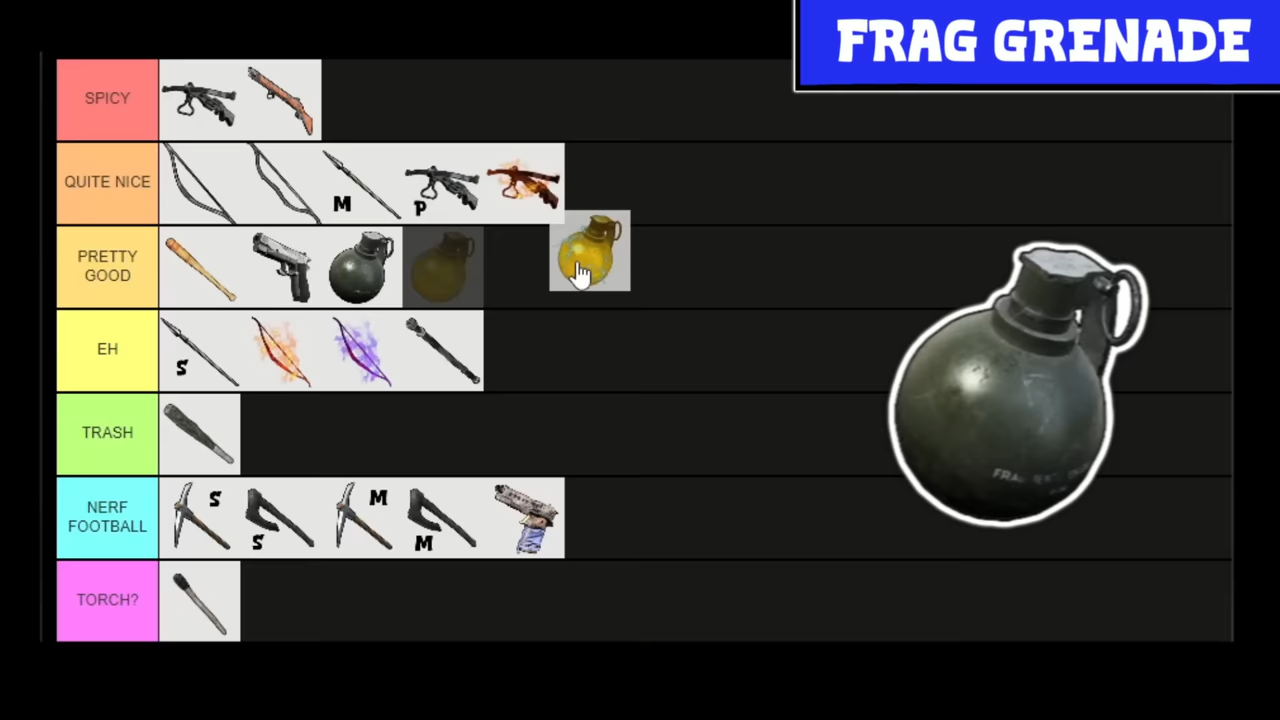 FRAG GRENADE
SPICY
QUITE NICE
M
P
PRETTY
GOOD
EH
S
TRASH
NERF
FOOTBALL
S
S
M
M
TORCH?